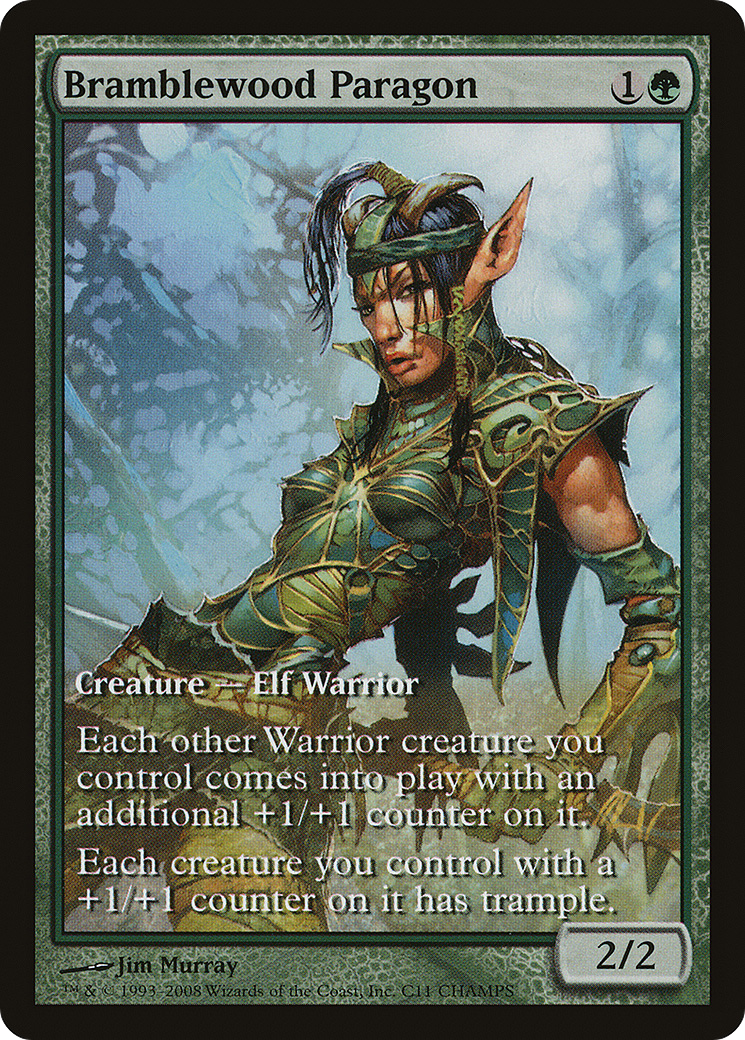 Bramblewood Paragon 1
Creature — Elf Warrior
Each other Warrior creature you
control comes into play with an
additional +1/+1 counter on it.
Each creature you control with a
+1/+1 counter on it has trample.
2/2
Jim Murray
™ & © 1993–2008 Wizards of the Coast, Inc. C11 CHAMPS